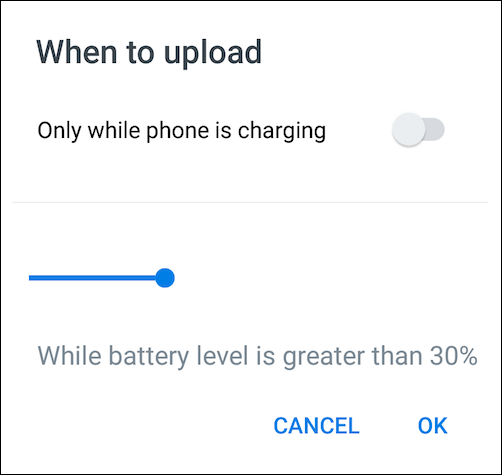 When to upload
Only while phone is charging
While battery level is greater than 30%
CANCEL OK